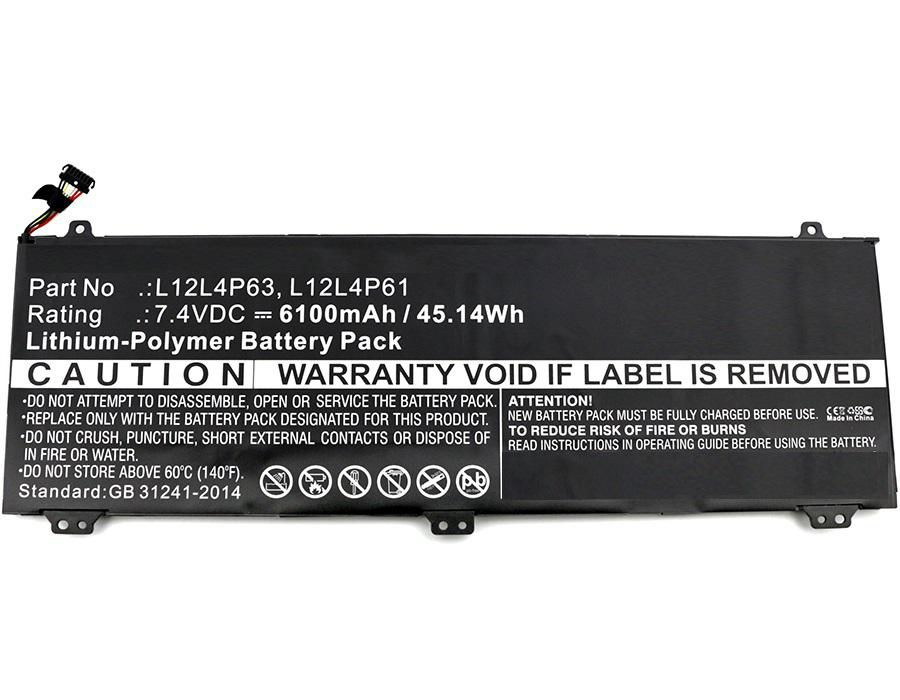 Part No .:L12L4P63, L12L4P61
Rating .: 7.4VDC ⎓ 6100mAh / 45.14Wh
Lithium-Polymer Battery Pack
CAUTION WARRANTY VOID IF LABEL IS REMOVED
•DO NOT ATTEMPT TO DISASSEMBLE, OPEN OR SERVICE THE BATTERY PACK.
•REPLACE ONLY WITH THE BATTERY PACK DESIGNATED FOR THIS PRODUCT.
•DO NOT CRUSH, PUNCTURE, SHORT EXTERNAL CONTACTS OR DISPOSE OF
IN FIRE OR WATER.
•DO NOT STORE ABOVE 60°C (140°F).
Standard:GB 31241-2014
Pb
ATTENTION!
NEW BATTERY PACK MUST BE FULLY CHARGED BEFORE USE.
TO REDUCE RISK OF FIRE OR BURNS
READ INSTRUCTIONS IN OPERATING GUIDE BEFORE USING THE BATTERY.
CE
Made in China